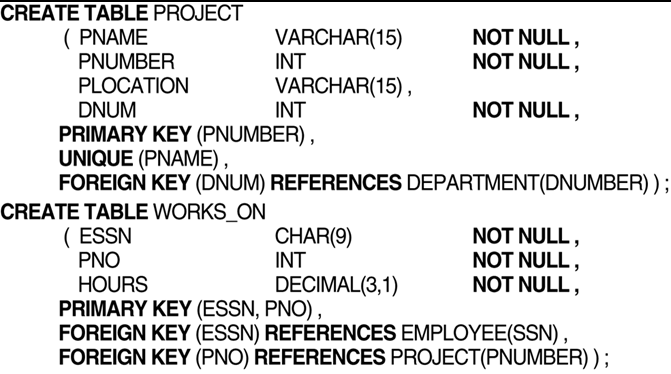 CREATE TABLE PROJECT
( PNAME VARCHAR(15) NOT NULL ,
PNUMBER INT NOT NULL ,
PLOCATION VARCHAR(15) ,
DNUM INT NOT NULL ,
PRIMARY KEY (PNUMBER) ,
UNIQUE (PNAME) ,
FOREIGN KEY (DNUM) REFERENCES DEPARTMENT(DNUMBER) ) ;
CREATE TABLE WORKS_ON
( ESSN CHAR(9) NOT NULL ,
PNO INT NOT NULL ,
HOURS DECIMAL(3,1) NOT NULL ,
PRIMARY KEY (ESSN, PNO) ,
FOREIGN KEY (ESSN) REFERENCES EMPLOYEE(SSN) ,
FOREIGN KEY (PNO) REFERENCES PROJECT(PNUMBER) ) ;